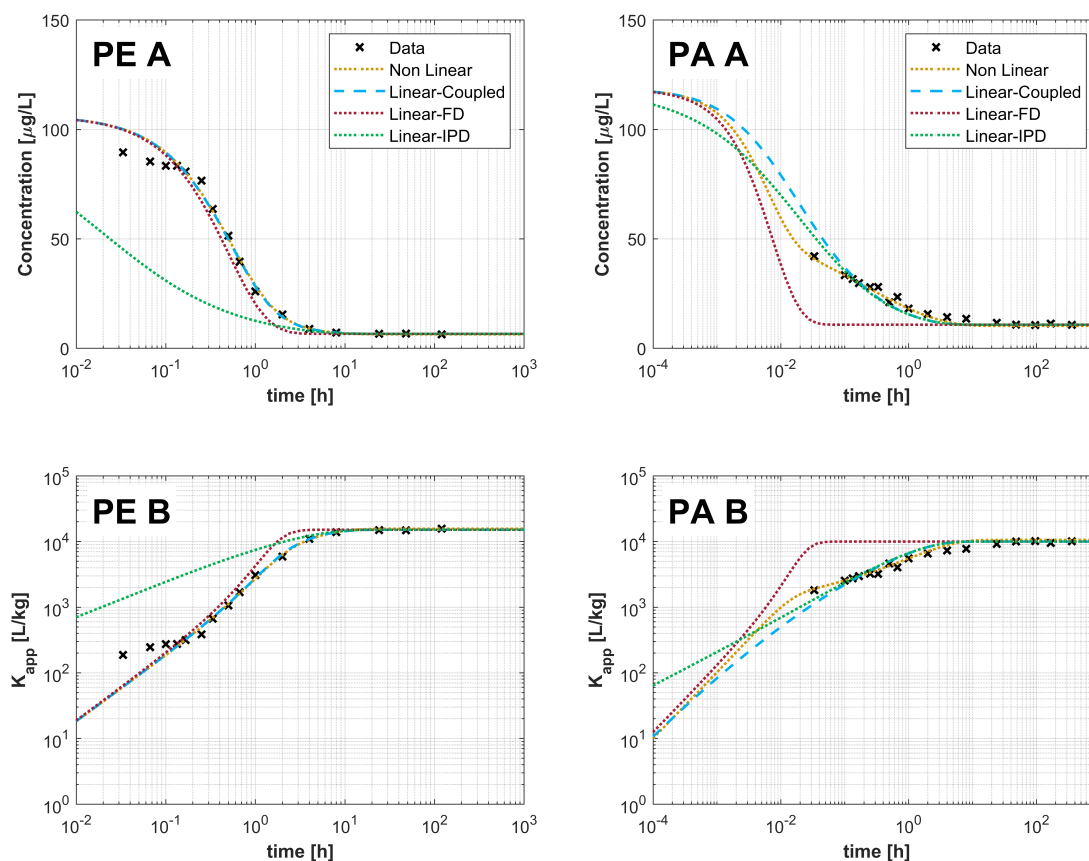 PE A
Concentration [μg/L]
150
100
50
0
Data
Non Linear
Linear-Coupled
Linear-FD
Linear-IPD
10^-2
10^-1
10^0
10^1
10^2
10^3
time [h]
PA A
Concentration [μg/L]
150
100
50
0
Data
Non Linear
Linear-Coupled
Linear-FD
Linear-IPD
10^-4
10^-2
10^0
10^2
time [h]
PE B
K_app [L/kg]
10^5
10^4
10^3
10^2
10^1
10^0
10^-2
10^-1
10^0
10^1
10^2
10^3
time [h]
PA B
K_app [L/kg]
10^5
10^4
10^3
10^2
10^1
10^0
10^-4
10^-2
10^0
10^2
time [h]